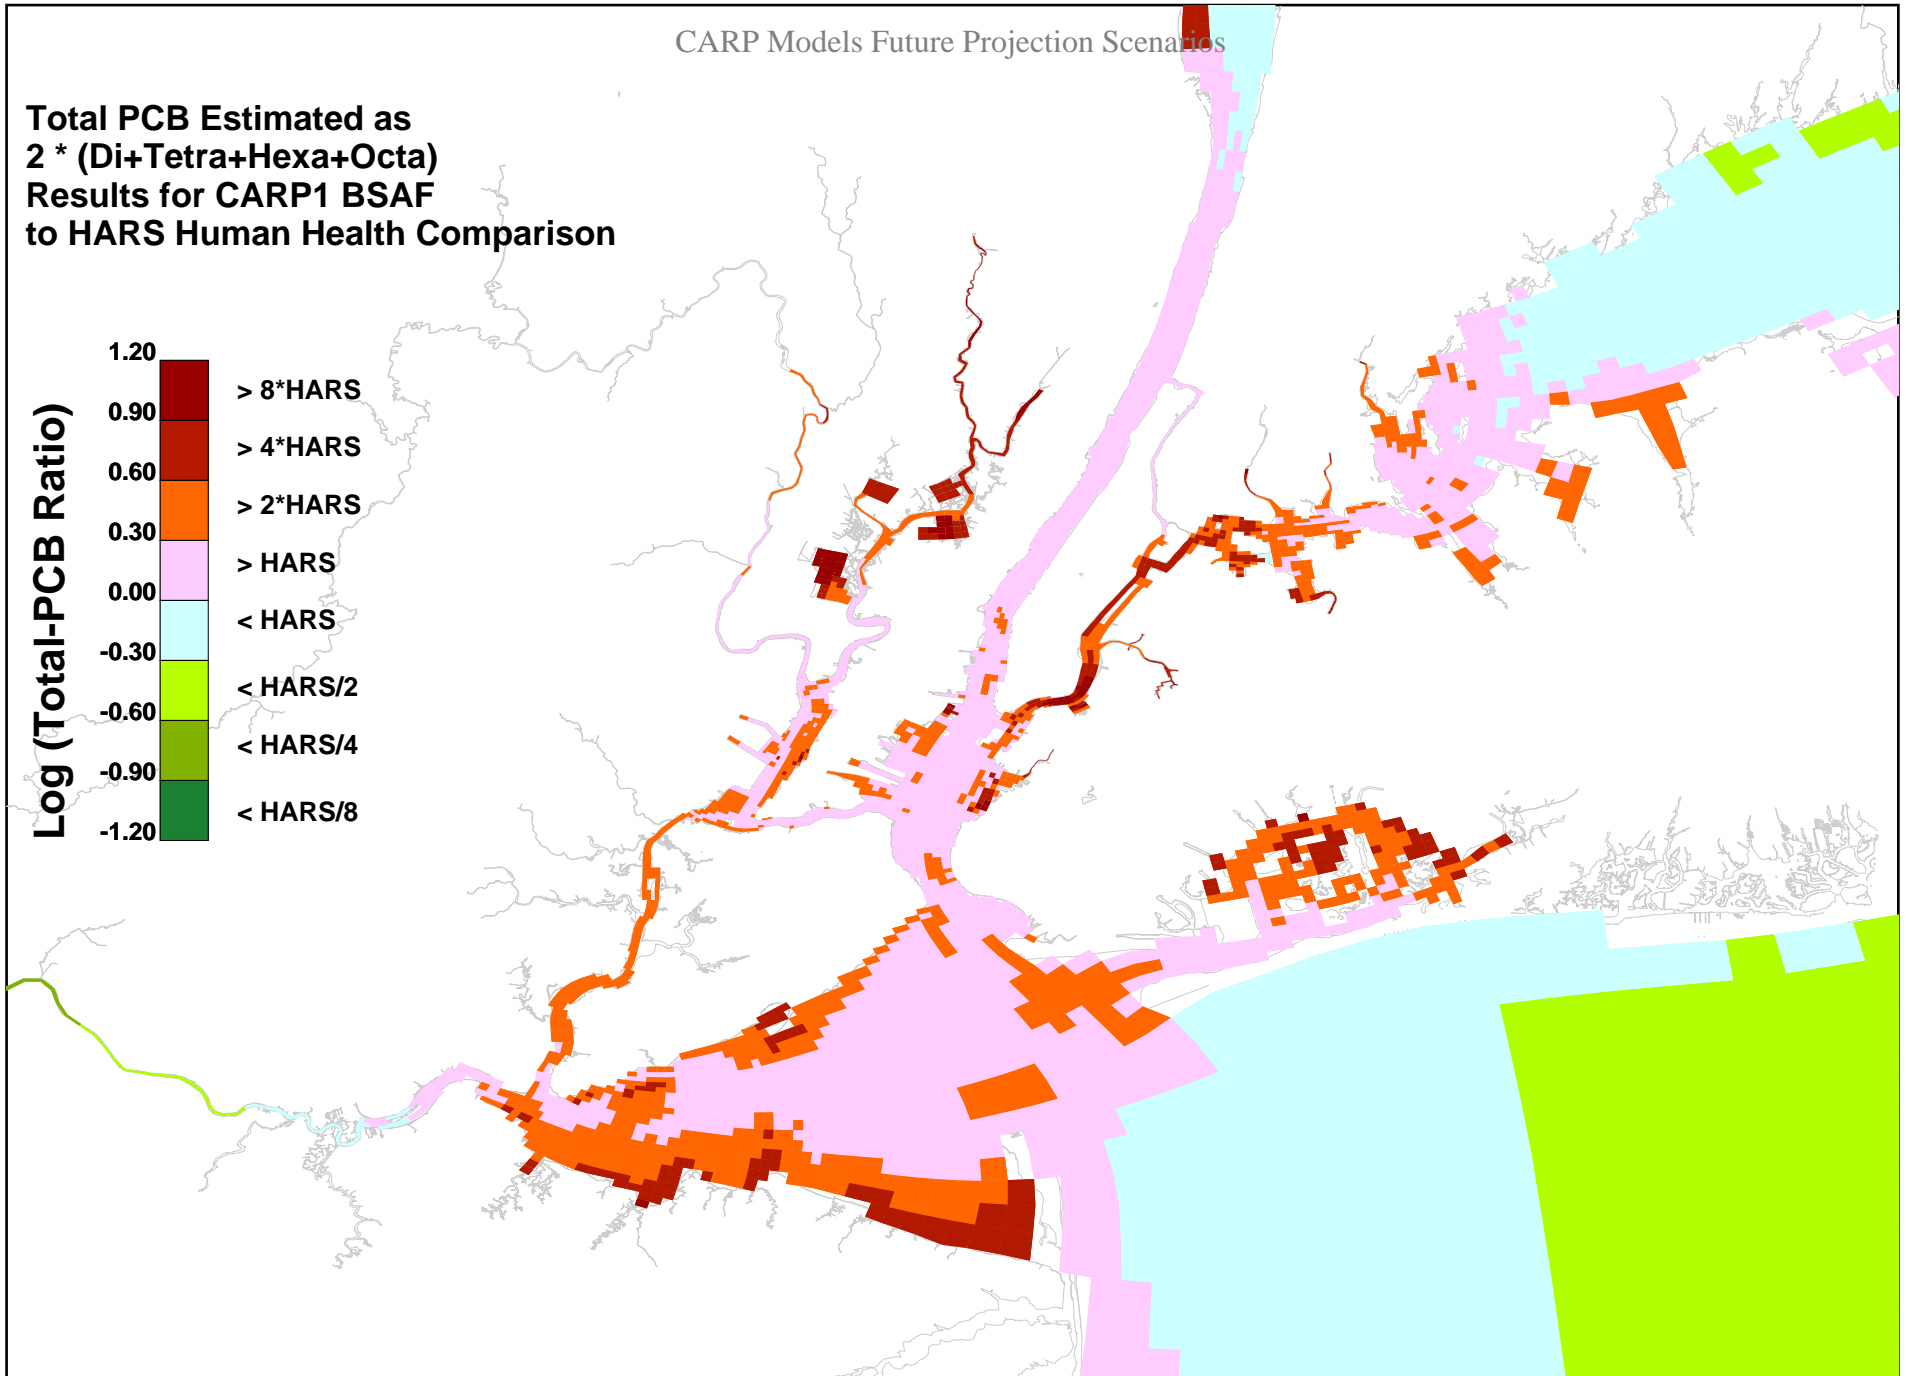 CARP Models Future Projection Scenarios
Total PCB Estimated as
2 * (Di+Tetra+Hexa+Octa)
Results for CARP1 BSAF
to HARS Human Health Comparison
Log (Total-PCB Ratio)
1.20
> 8*HARS
0.90
> 4*HARS
0.60
> 2*HARS
0.30
> HARS
0.00
< HARS
-0.30
< HARS/2
-0.60
< HARS/4
-0.90
< HARS/8
-1.20